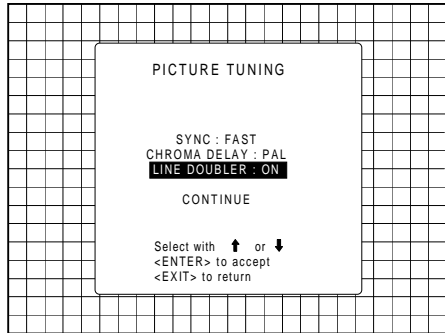 PICTURE TUNING
SYNC : FAST
CHROMA DELAY : PAL
LINE DOUBLER : ON
CONTINUE
Select with ↑ or ↓
<ENTER> to accept
<EXIT> to return